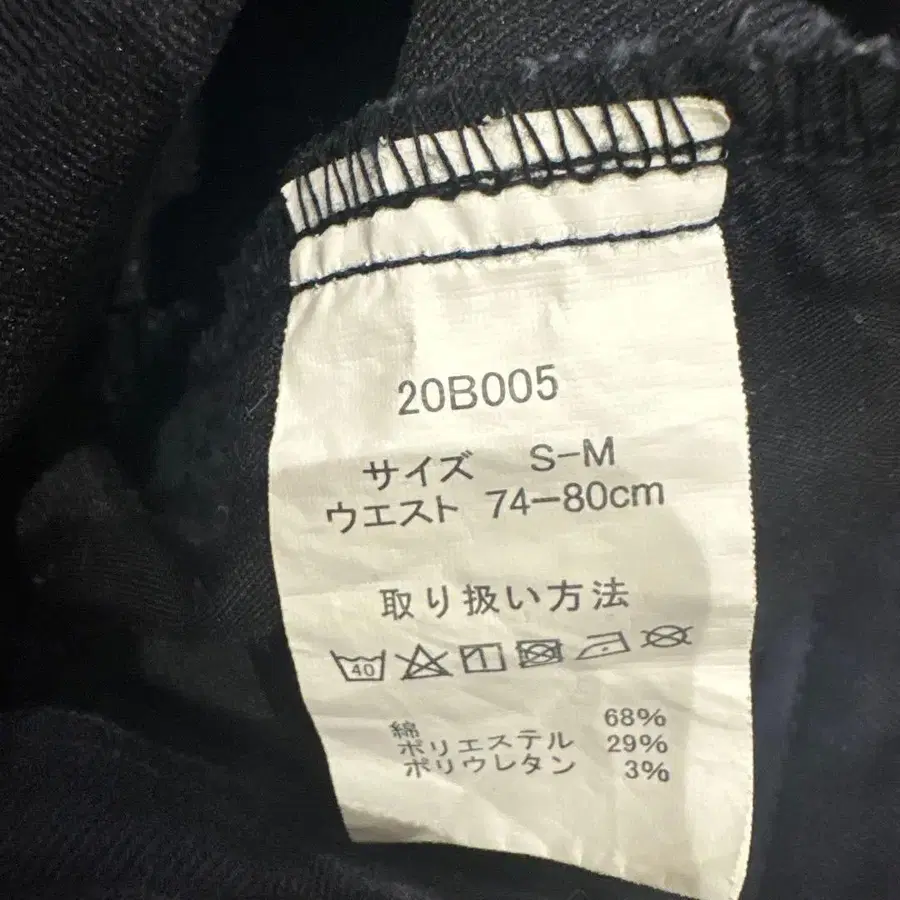 20B005
サイズ S-M
ウエスト 74-80cm
取り扱い方法
40
綿 68%
ポリエステル 29%
ポリウレタン 3%